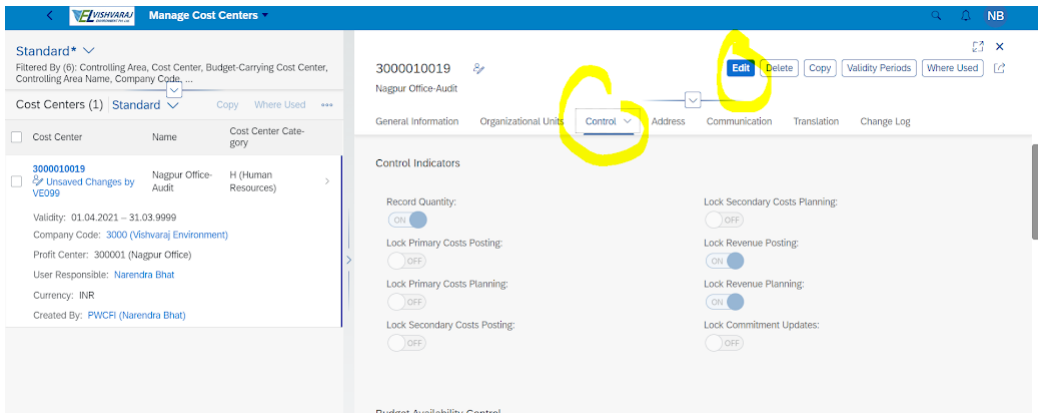 VISHVARAJ
Manage Cost Centers
NB
Standard*
Filtered By (6): Controlling Area, Cost Center, Budget-Carrying Cost Center,
Controlling Area Name, Company Code, ...
Cost Centers (1) Standard Copy Where Used
Cost Center Name Cost Center Cate-
gory
3000010019
Unsaved Changes by
VE099
Nagpur Office-
Audit
H (Human
Resources)
Validity: 01.04.2021 – 31.03.9999
Company Code: 3000 (Vishvaraj Environment)
Profit Center: 300001 (Nagpur Office)
User Responsible: Narendra Bhat
Currency: INR
Created By: PWCFI (Narendra Bhat)
3000010019
Nagpur Office-Audit
Edit Delete Copy Validity Periods Where Used
General Information Organizational Units Control Address Communication Translation Change Log
Control Indicators
Record Quantity:
ON
Lock Primary Costs Posting:
OFF
Lock Primary Costs Planning:
OFF
Lock Secondary Costs Posting:
OFF
Lock Secondary Costs Planning:
OFF
Lock Revenue Posting:
ON
Lock Revenue Planning:
ON
Lock Commitment Updates:
OFF
Budget Availability Control